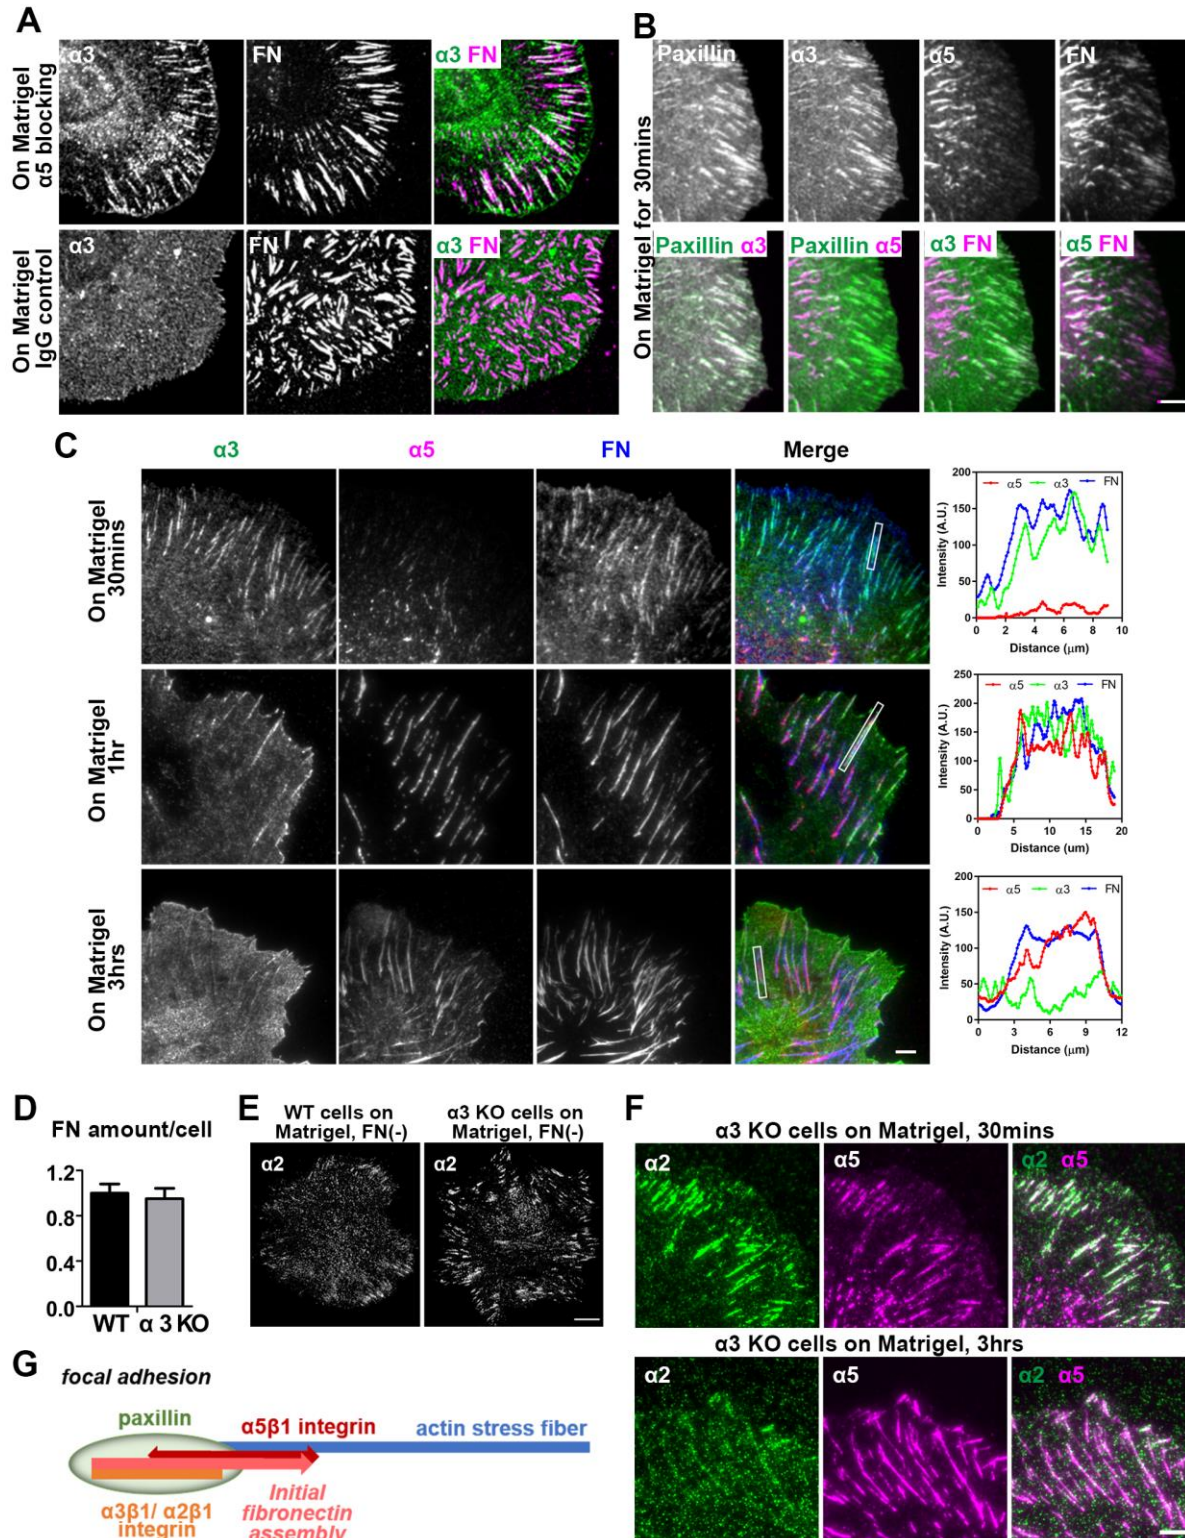 A
B
On Matrigel
α5 blocking
α3
FN
α3 FN
On Matrigel
IgG control
α3
FN
α3 FN
On Matrigel for 30mins
Paxillin
α3
α5
FN
Paxillin α3
Paxillin α5
α3 FN
α5 FN
C
α3
α5
FN
Merge
On Matrigel
30mins
On Matrigel
1hr
On Matrigel
3hrs
Intensity (A.U.)
200
150
100
50
0
α5
α3
FN
0 2 4 6 8 10
Distance (μm)
Intensity (A.U.)
250
200
150
100
50
0
α5
α3
FN
0 5 10 15 20
Distance (um)
Intensity (A.U.)
200
150
100
50
0
α5
α3
FN
0 3 6 9 12
Distance (μm)
D
FN amount/cell
1.2
0.8
0.4
0.0
WT
α 3 KO
E
WT cells on
Matrigel, FN(-)
α3 KO cells on
Matrigel, FN(-)
α2
α2
F
α3 KO cells on Matrigel, 30mins
α2
α5
α2 α5
α3 KO cells on Matrigel, 3hrs
α2
α5
α2 α5
G
focal adhesion
paxillin
α5β1 integrin
actin stress fiber
α3β1/ α2β1
integrin
Initial
fibronectin
assembly